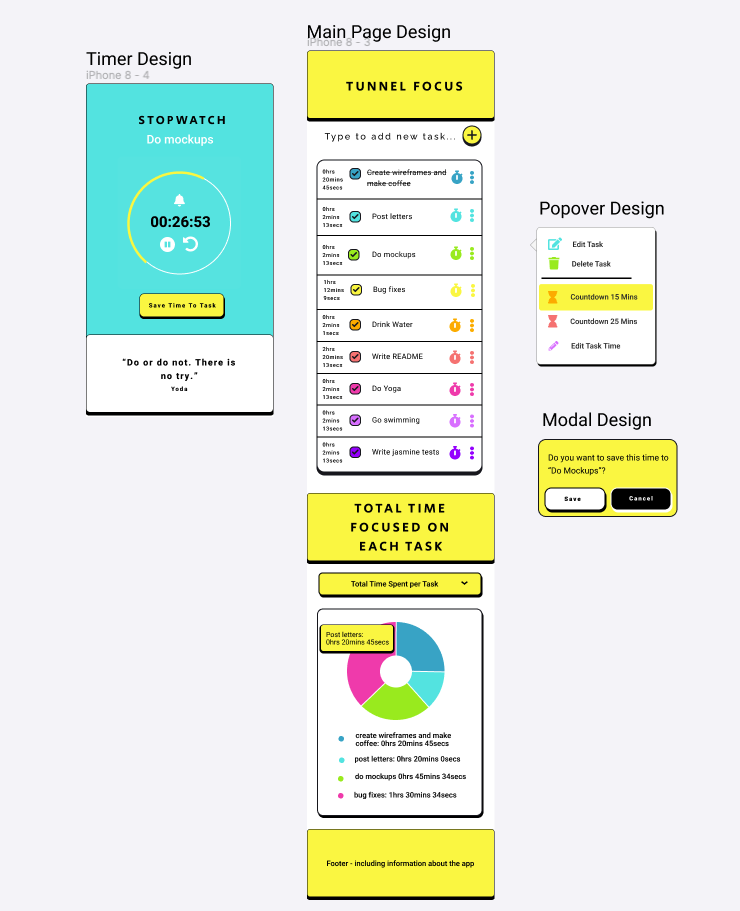 Timer Design
iPhone 8 - 4
STOPWATCH
Do mockups
00:26:53
Save Time To Task
“Do or do not. There is
no try.”
Yoda
Main Page Design
iPhone 8 - 3
TUNNEL FOCUS
Type to add new task...
0hrs
20mins
45secs
Create wireframes and
make coffee
0hrs
2mins
13secs
Post letters
0hrs
2mins
13secs
Do mockups
1hrs
12mins
9secs
Bug fixes
0hrs
2mins
1secs
Drink Water
2hrs
20mins
13secs
Write README
0hrs
2mins
13secs
Do Yoga
0hrs
2mins
13secs
Go swimming
0hrs
2mins
13secs
Write jasmine tests
TOTAL TIME
FOCUSED ON
EACH TASK
Total Time Spent per Task
Post letters:
0hrs 20mins 45secs
create wireframes and make
coffee: 0hrs 20mins 45secs
post letters: 0hrs 20mins 0secs
do mockups 0hrs 45mins 34secs
bug fixes: 1hrs 30mins 34secs
Footer - including information about the app
Popover Design
Edit Task
Delete Task
Countdown 15 Mins
Countdown 25 Mins
Edit Task Time
Modal Design
Do you want to save this time to
“Do Mockups”?
Save
Cancel